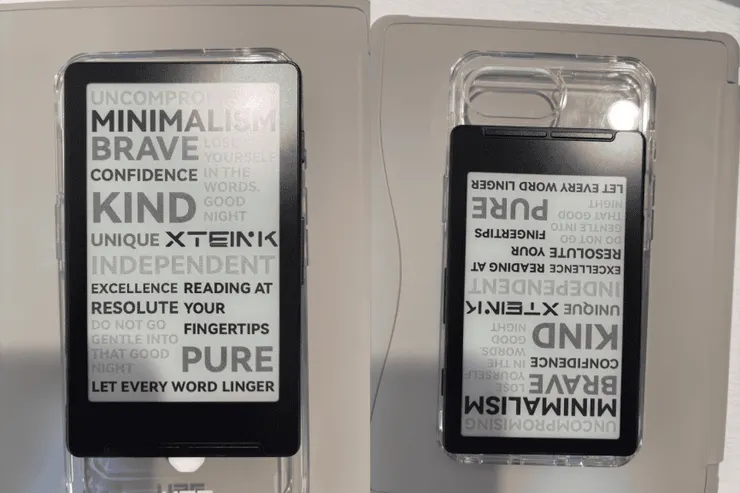 UNCOMPRO
MINIMALISM
BRAVE
LOSE
YOURSELF
CONFIDENCE
IN THE
WORDS.
KIND
GOOD
NIGHT
UNIQUE XTEINK
INDEPENDENT
EXCELLENCE READING AT
RESOLUTE YOUR
FINGERTIPS
DO NOT GO
GENTLE INTO
THAT GOOD
NIGHT
PURE
LET EVERY WORD LINGER
UNCOMPROMISING
MINIMALISM
BRAVE
LOSE
YOURSELF
CONFIDENCE
IN THE
WORDS.
KIND
GOOD
NIGHT
UNIQUE XTEINK
INDEPENDENT
EXCELLENCE READING AT
RESOLUTE YOUR
FINGERTIPS
DO NOT GO
GENTLE INTO
THAT GOOD
NIGHT
PURE
LET EVERY WORD LINGER